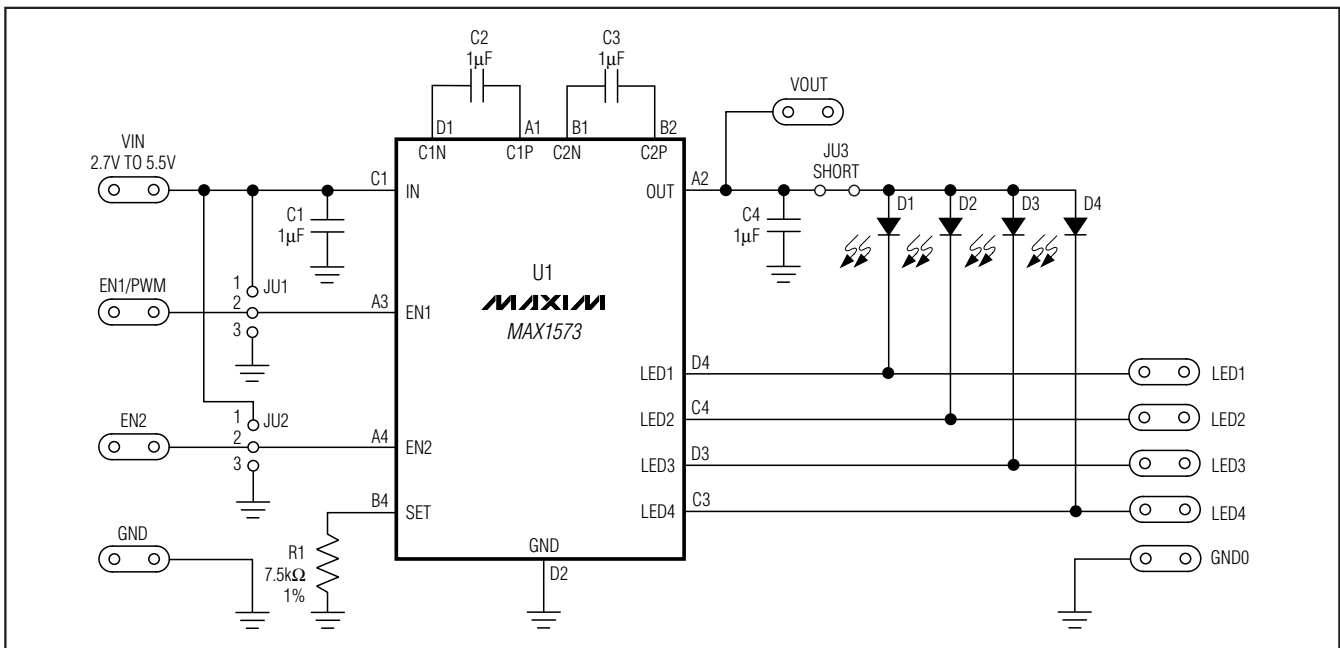 C2
1µF
C3
1µF
VOUT
D1
A1
B1
B2
C1N
C1P
C2N
C2P
VIN
2.7V TO 5.5V
JU3
SHORT
C1
IN
OUT
A2
C1
1µF
C4
1µF
D1
D2
D3
D4
EN1/PWM
1
JU1
2
3
A3
EN1
U1
MAXIM
MAX1573
LED1
D4
LED1
EN2
1
JU2
2
3
A4
EN2
LED2
C4
LED2
LED3
D3
LED3
B4
SET
LED4
C3
LED4
GND
R1
7.5kΩ
1%
GND
D2
GND0